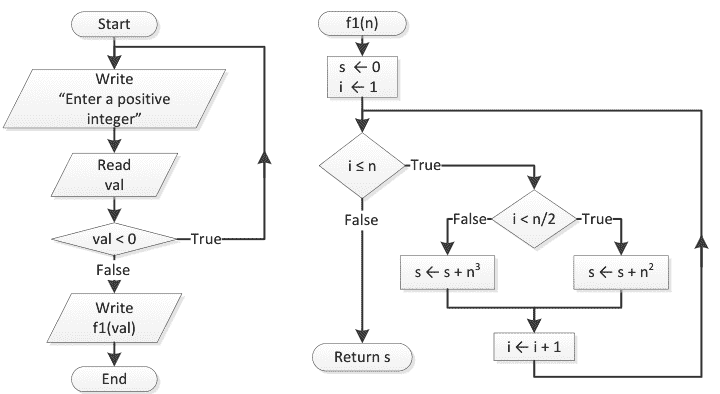 Start
Write
“Enter a positive
integer”
Read
val
val < 0
True
False
Write
f1(val)
End
f1(n)
s ← 0
i ← 1
i ≤ n
True
False
i < n/2
False
True
s ← s + n³
s ← s + n²
i ← i + 1
Return s